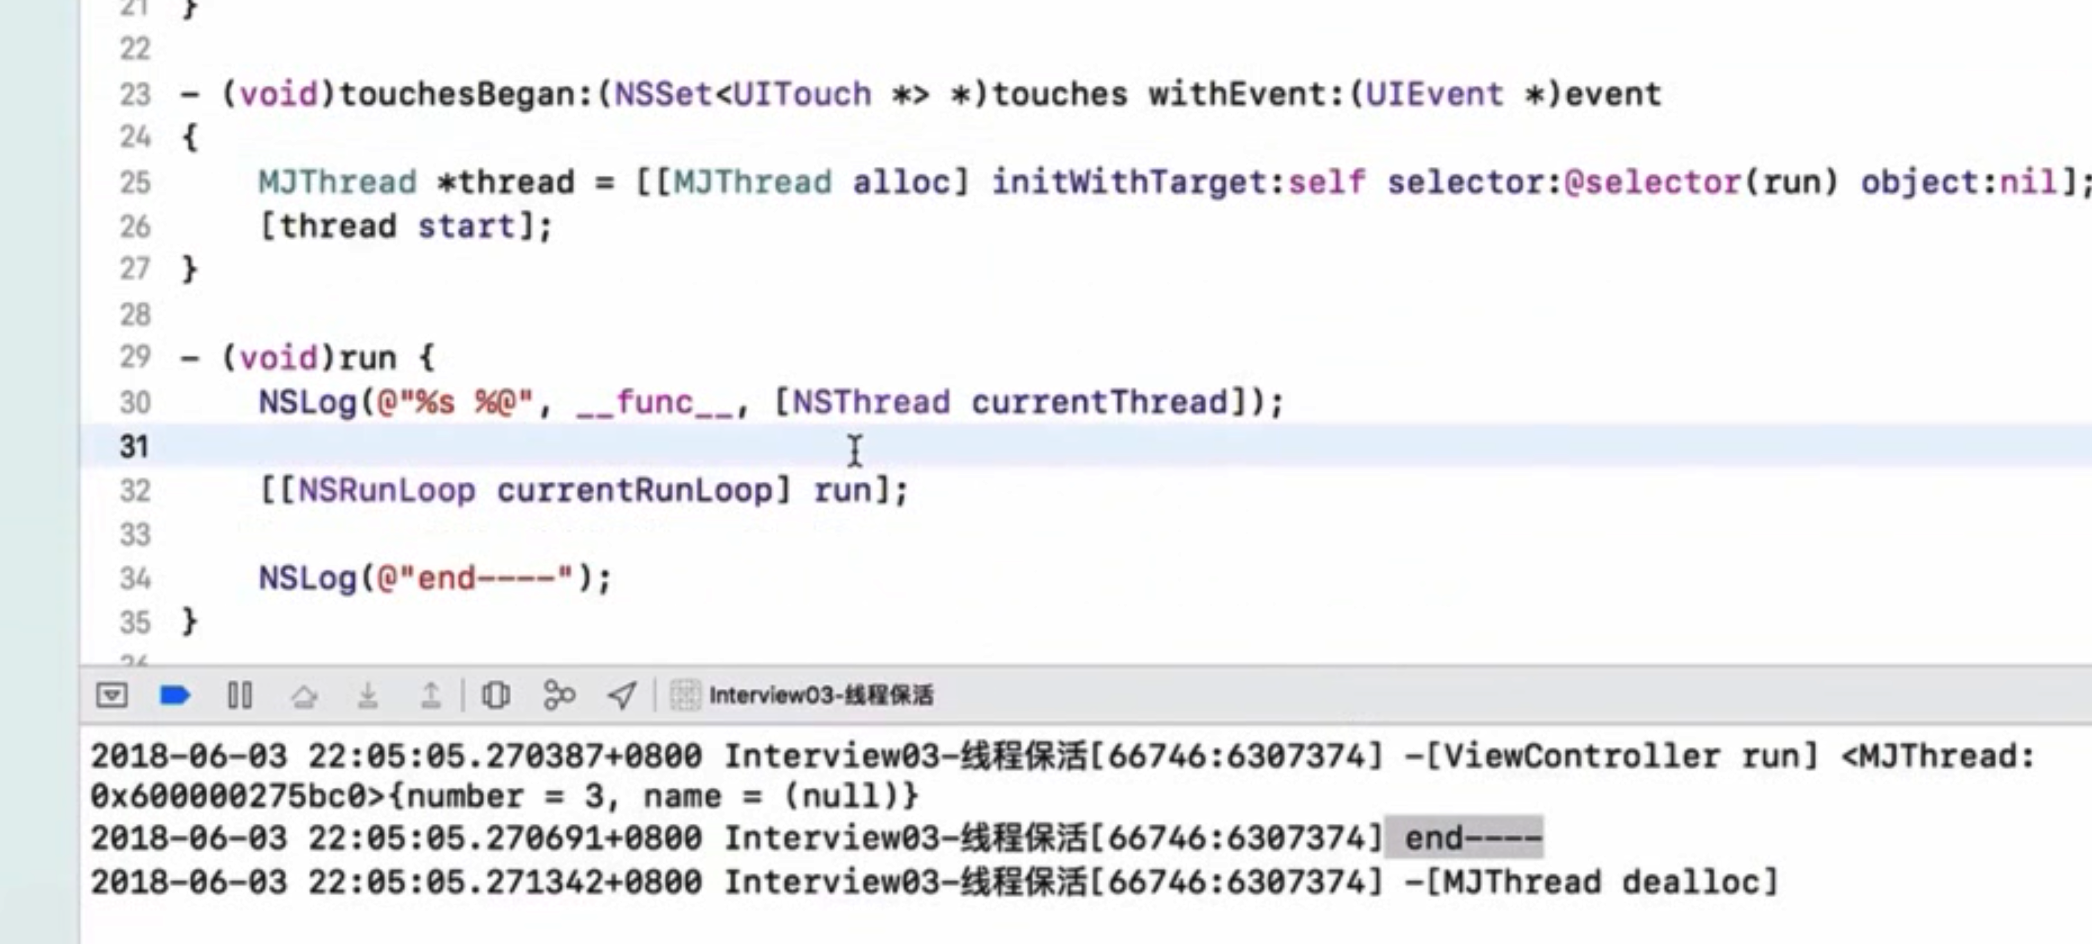 21 }
22
23 - (void)touchesBegan:(NSSet<UITouch *> *)touches withEvent:(UIEvent *)event
24 {
25 MJThread *thread = [[MJThread alloc] initWithTarget:self selector:@selector(run) object:nil];
26 [thread start];
27 }
28
29 - (void)run {
30 NSLog(@"%s %@", __func__, [NSThread currentThread]);
31
32 [[NSRunLoop currentRunLoop] run];
33
34 NSLog(@"end----");
35 }
Interview03-线程保活
2018-06-03 22:05:05.270387+0800 Interview03-线程保活[66746:6307374] -[ViewController run] <MJThread:
0x600000275bc0>{number = 3, name = (null)}
2018-06-03 22:05:05.270691+0800 Interview03-线程保活[66746:6307374] end----
2018-06-03 22:05:05.271342+0800 Interview03-线程保活[66746:6307374] -[MJThread dealloc]